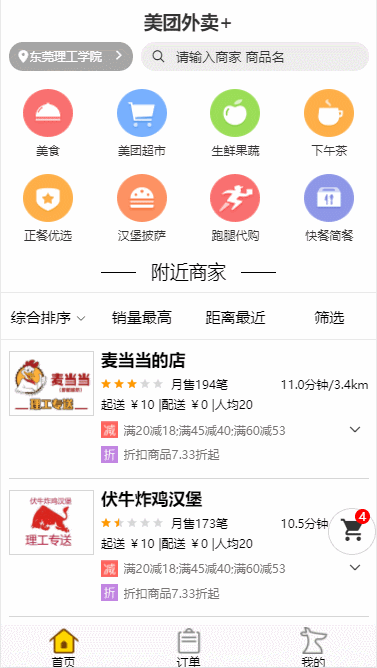 美团外卖+
东莞理工学院
请输入商家 商品名
美食 美团超市 生鲜果蔬 下午茶
正餐优选 汉堡披萨 跑腿代购 快餐简餐
附近商家
综合排序 销量最高 距离最近 筛选
麦当当
理工专送
麦当当的店
月售194笔 11.0分钟/3.4km
起送 ￥10 |配送 ￥0 |人均20
减 满20减18;满45减40;满60减53
折 折扣商品7.33折起
伏牛炸鸡汉堡
理工专送
伏牛炸鸡汉堡
月售173笔 10.5分钟
起送 ￥10 |配送 ￥0 |人均20
4
减 满20减18;满45减40;满60减53
折 折扣商品7.33折起
首页 订单 我的